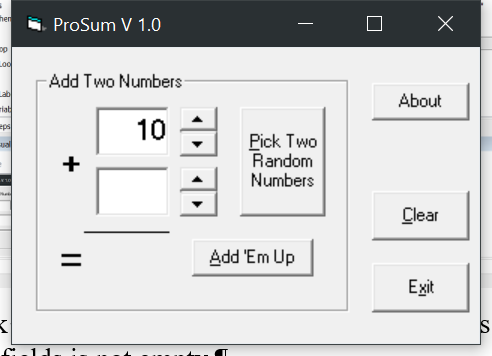 ProSum V 1.0
Add Two Numbers
10
+
=
Pick Two
Random
Numbers
Add 'Em Up
About
Clear
Exit
fields is not empty.¶